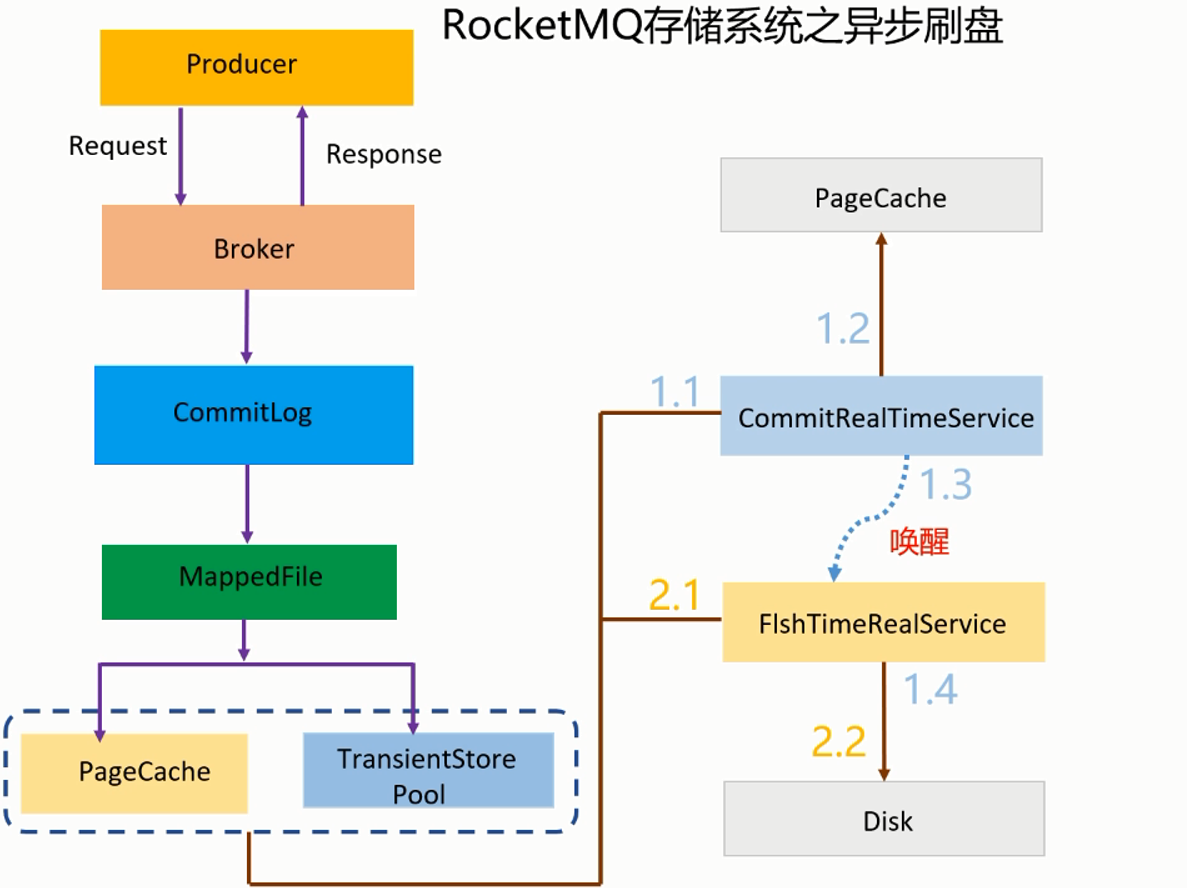 RocketMQ存储系统之异步刷盘
Producer
Request
Response
Broker
CommitLog
MappedFile
PageCache
TransientStore
Pool
PageCache
1.2
1.1
CommitRealTimeService
1.3
唤醒
2.1
FlshTimeRealService
1.4
2.2
Disk